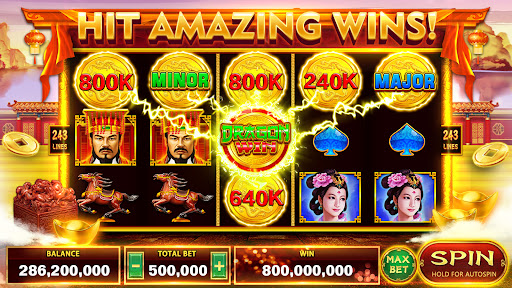 HIT AMAZING WINS!
800K MINOR 800K 240K MAJOR
243 LINES
243 LINES
DRAGON WIN
640K
BALANCE
286,200,000
TOTAL BET
- 500,000 +
WIN
800,000,000
MAX BET
SPIN
HOLD FOR AUTOSPIN